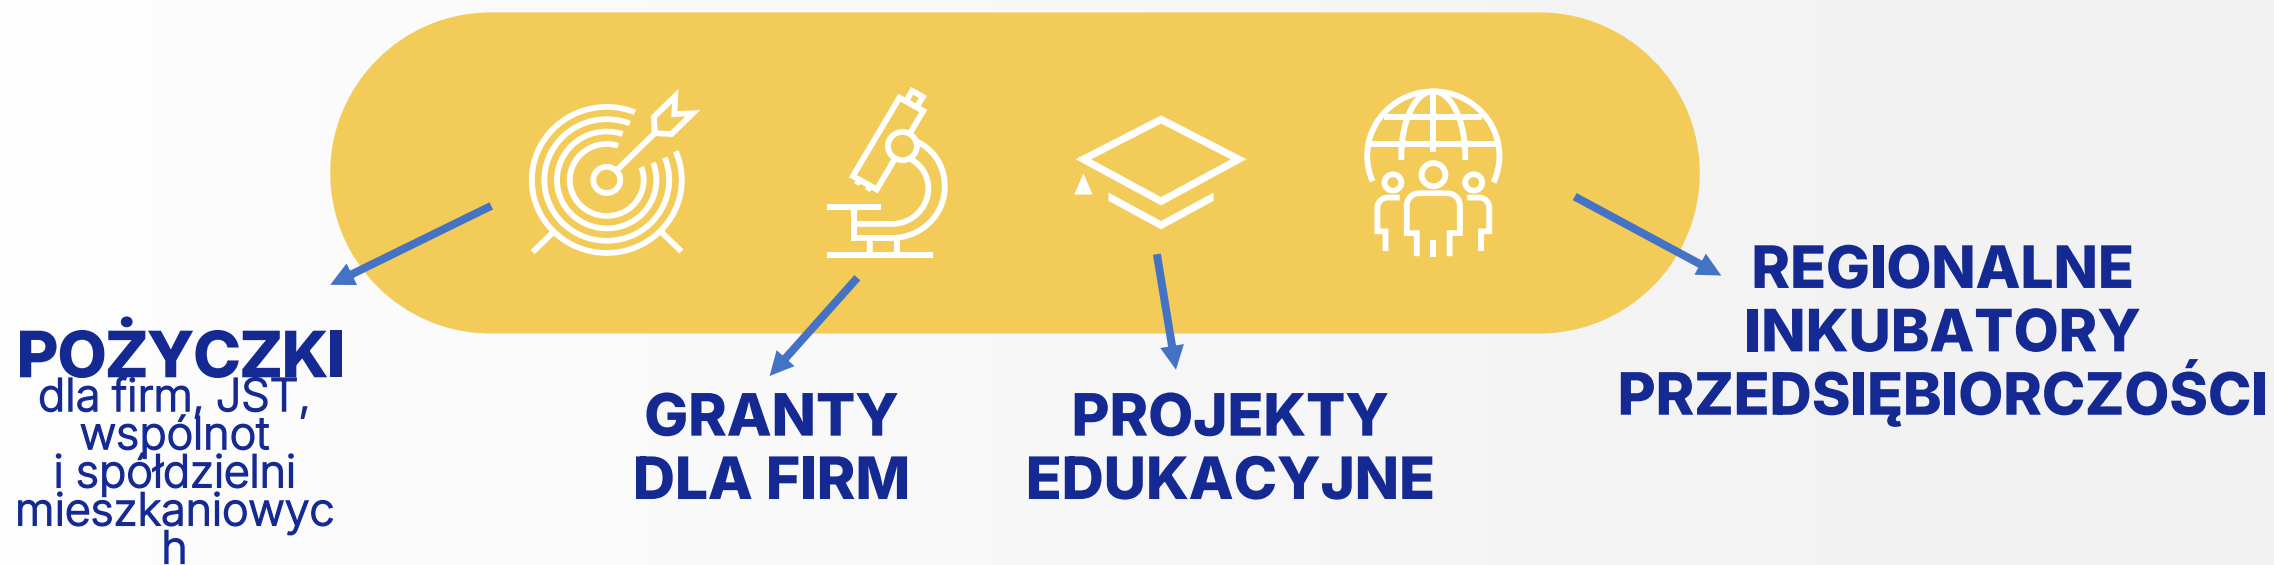 POŻYCZKI
dla firm, JST,
wspólnot
i spółdzielni
mieszkaniowyc
h
GRANTY
DLA FIRM
PROJEKTY
EDUKACYJNE
REGIONALNE
INKUBATORY
PRZEDSIĘBIORCZOŚCI